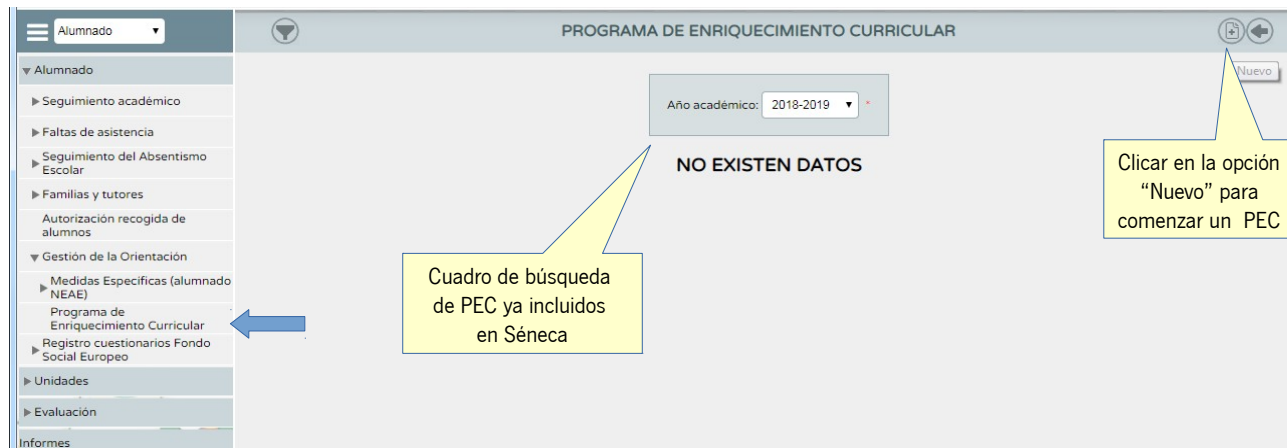 Alumnado
PROGRAMA DE ENRIQUECIMIENTO CURRICULAR
Nuevo
Alumnado
Seguimiento académico
Faltas de asistencia
Seguimiento del Absentismo
Escolar
Familias y tutores
Autorización recogida de
alumnos
Gestión de la Orientación
Medidas Específicas (alumnado
NEAE)
Programa de
Enriquecimiento Curricular
Registro cuestionarios Fondo
Social Europeo
Unidades
Evaluación
Informes
Año académico: 2018-2019 *
NO EXISTEN DATOS
Cuadro de búsqueda
de PEC ya incluidos
en Séneca
Clicar en la opción
“Nuevo” para
comenzar un PEC